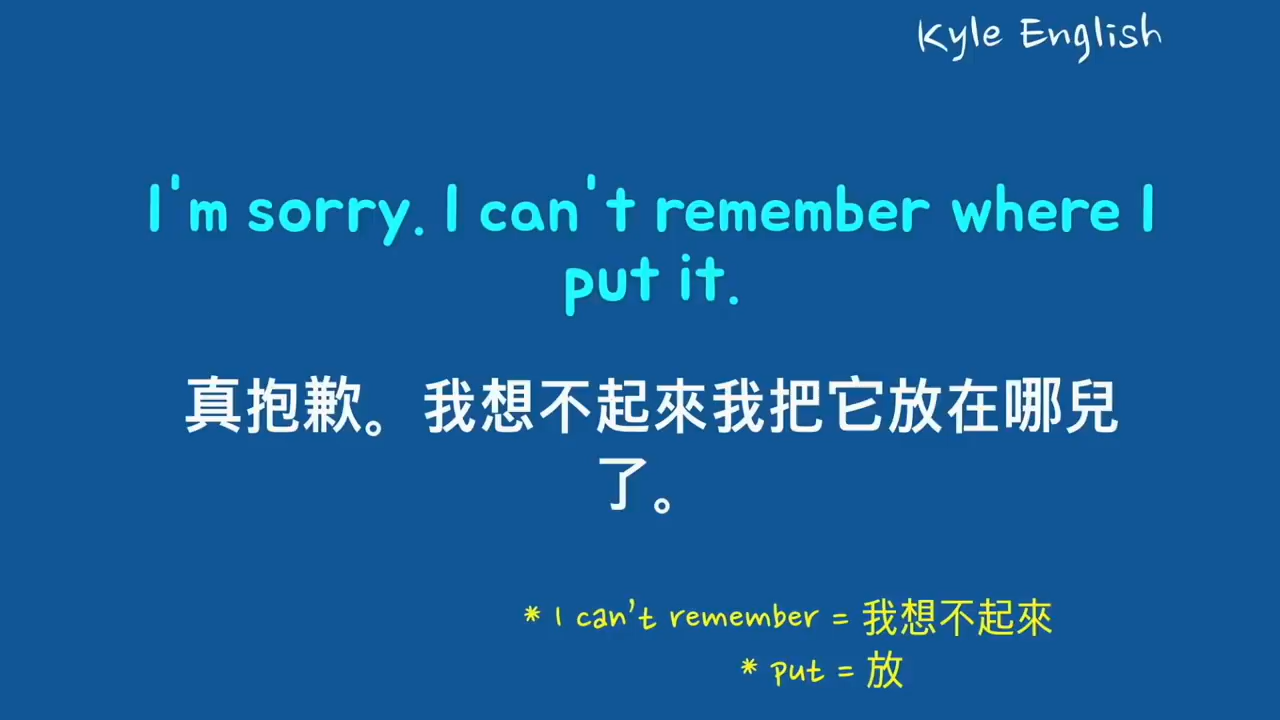 Kyle English
I'm sorry. I can't remember where I
put it.
真抱歉。我想不起來我把它放在哪兒
了。
* I can't remember = 我想不起來
* put = 放